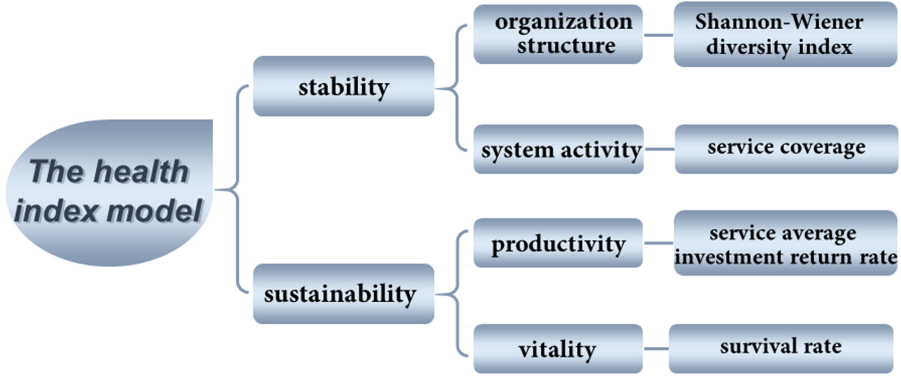 The health
index model
stability
sustainability
organization
structure
Shannon-Wiener
diversity index
system activity
service coverage
productivity
service average
investment return rate
vitality
survival rate